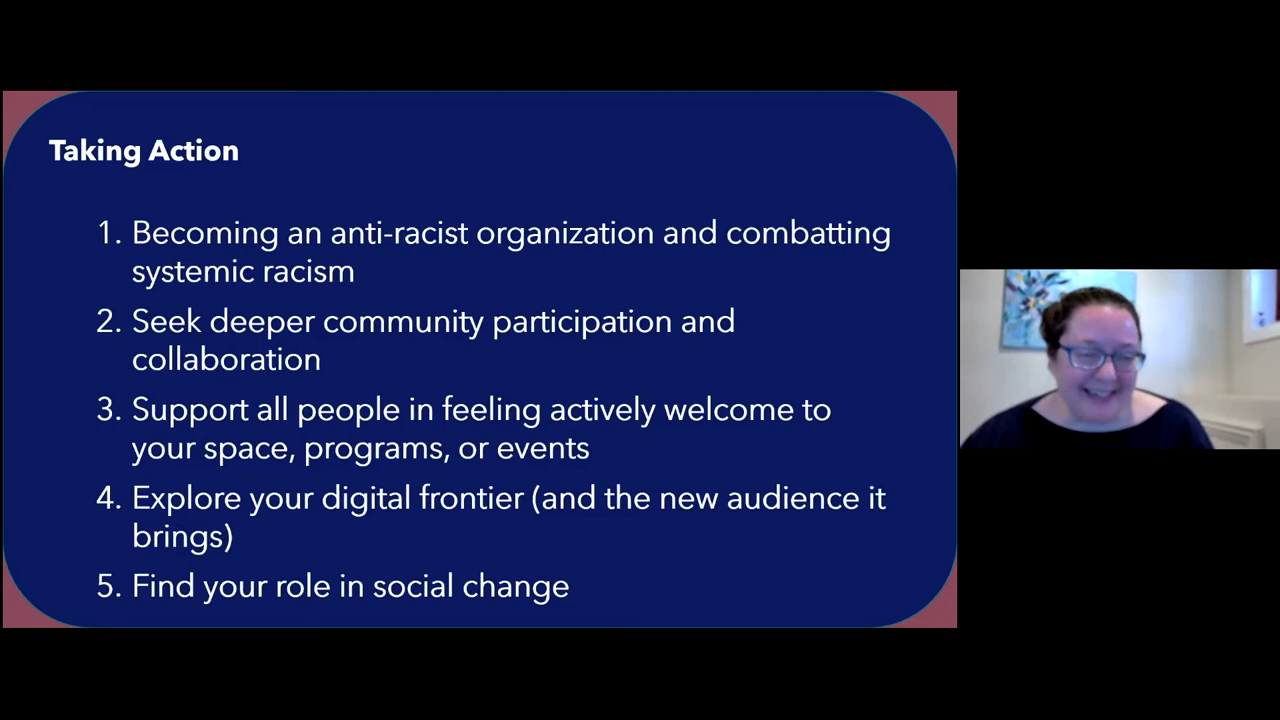 Taking Action
1. Becoming an anti-racist organization and combatting
systemic racism
2. Seek deeper community participation and
collaboration
3. Support all people in feeling actively welcome to
your space, programs, or events
4. Explore your digital frontier (and the new audience it
brings)
5. Find your role in social change